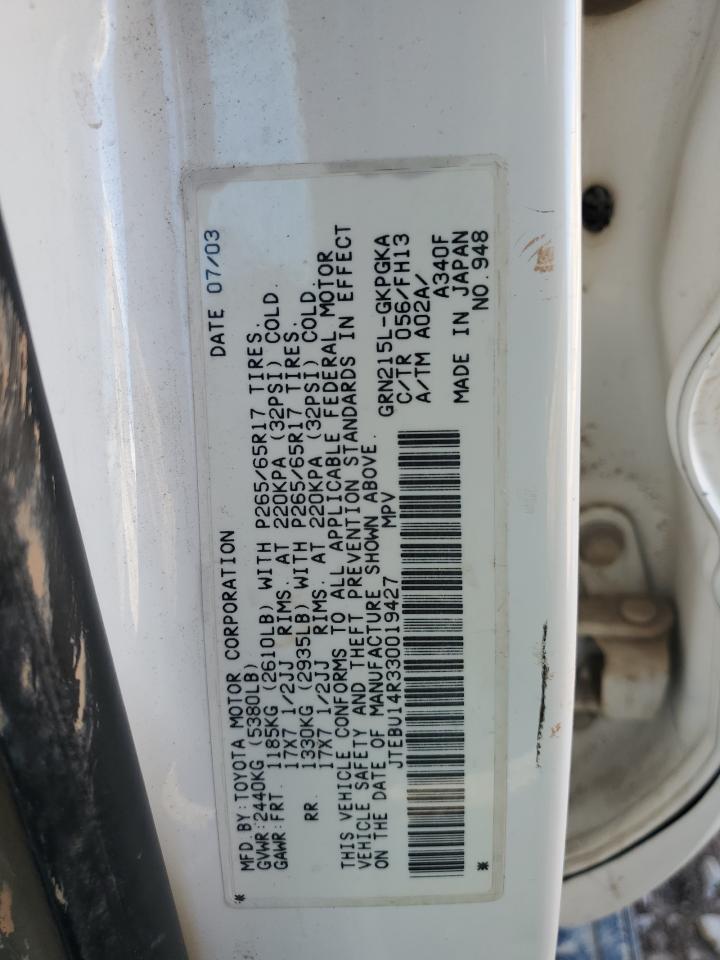 MFD. BY: TOYOTA MOTOR CORPORATION DATE 07/03
GVWR: 2440KG (5380LB)
GAWR: FRT. 1185KG (2610LB) WITH P265/65R17 TIRES.
17X7 1/2JJ RIMS. AT 220KPA (32PSI) COLD.
RR. 1330KG (2935LB) WITH P265/65R17 TIRES.
17X7 1/2JJ RIMS. AT 220KPA (32PSI) COLD.
THIS VEHICLE CONFORMS TO ALL APPLICABLE FEDERAL MOTOR
VEHICLE SAFETY AND THEFT PREVENTION STANDARDS IN EFFECT
ON THE DATE OF MANUFACTURE SHOWN ABOVE.
JTEBU14R330019427 MPV GRN215L-GKPGKA
C/TR 056/FH13
A/TM A02A/
A340F
MADE IN JAPAN
* * NO. 948